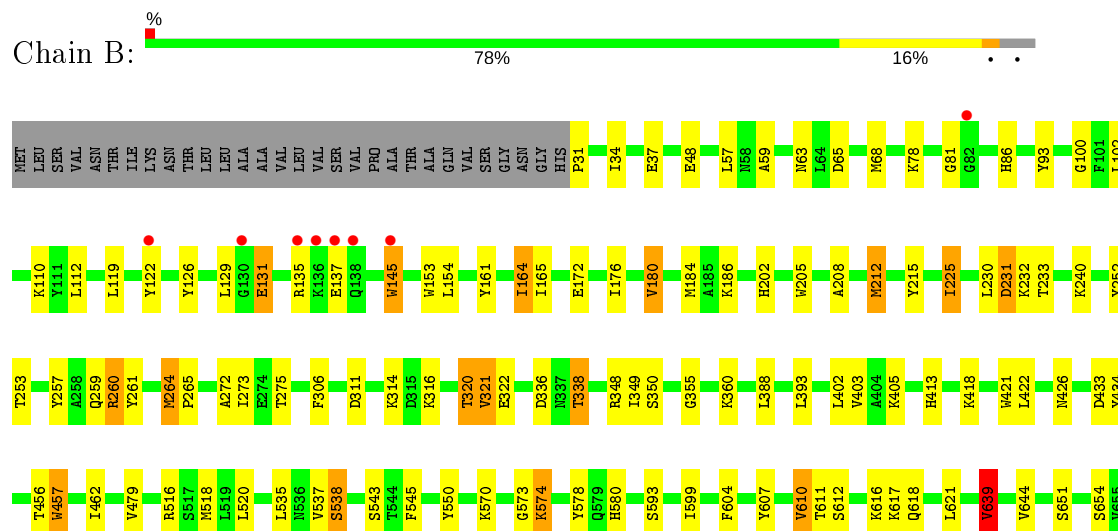 %
Chain B:
78%
16%
• •
MET LEU SER VAL ASN THR ILE LYS ASN THR LEU LEU ALA ALA VAL LEU VAL SER VAL PRO ALA THR ALA GLN VAL SER GLY ASN GLY HIS P31 I34 E37 E48 L57 N58 A59 N63 L64 D65 M68 K78 G81 G82 H86 Y93 G100 F101 L102
K110 Y111 L112 L119 Y122 Y126 L129 G130 E131 R135 K136 E137 Q138 W145 W153 L154 Y161 I164 I165 E172 I176 V180 M184 A185 K186 H202 W205 A208 M212 Y215 I225 L230 D231 K232 T233 K240 Y252
T253 Y257 A258 Q259 R260 Y261 M264 P265 A272 I273 E274 T275 F306 D311 K314 D315 K316 T320 V321 E322 D336 N337 T338 R348 I349 S350 G355 K360 L388 L393 L402 V403 A404 K405 H413 K418 W421 L422 N426 D433 Y434
T456 W457 I462 V479 R516 S517 M518 L519 L520 L535 N536 V537 S538 S543 T544 F545 Y550 K570 G573 K574 Y578 Q579 H580 S593 I599 F604 Y607 V610 T611 S612 K616 K617 Q618 L621 V639 V644 S651 S654